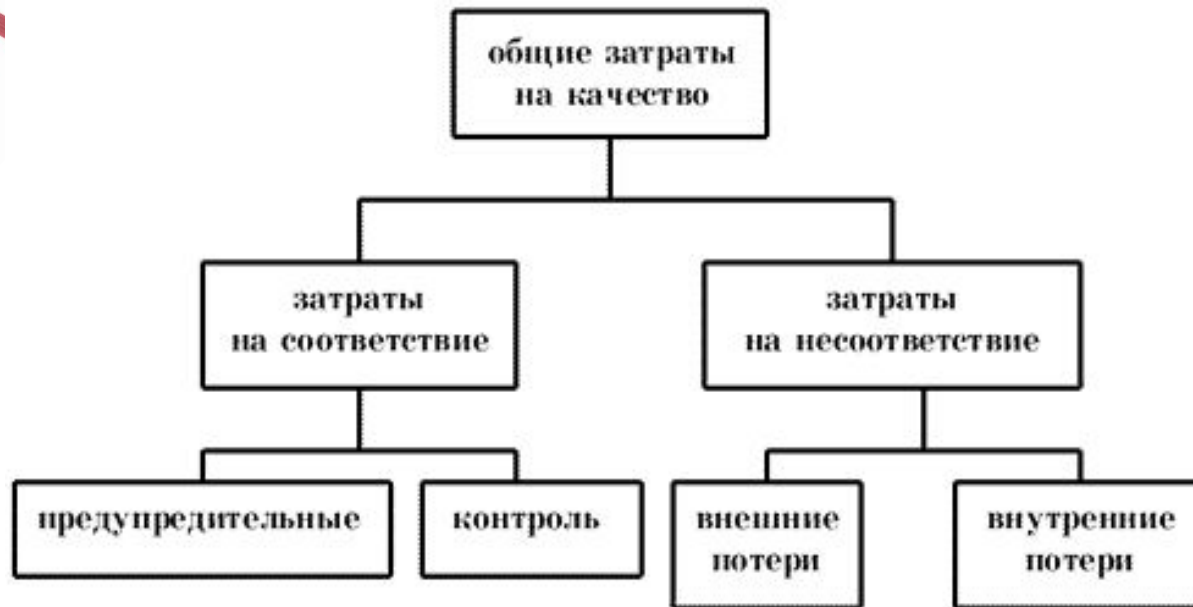 общие затраты
на качество
затраты
на соответствие
затраты
на несоответствие
предупредительные
контроль
внешние
потери
внутренние
потери